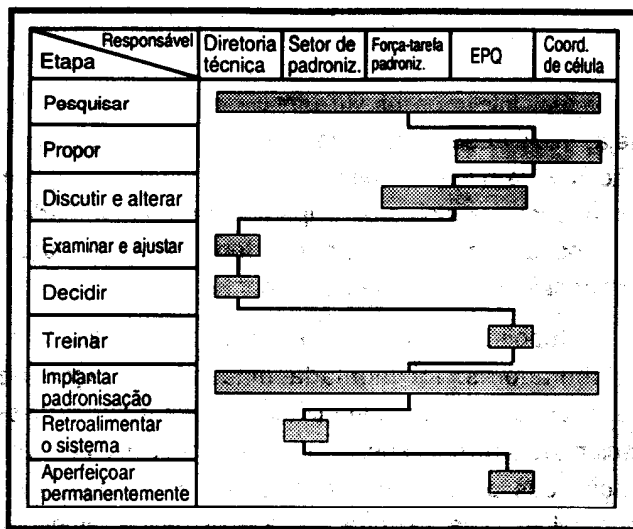 Responsável
Etapa
Diretoria
técnica
Setor de
padroniz.
Força-tarefa
padroniz.
EPQ
Coord.
de célula
Pesquisar
Propor
Discutir e alterar
Examinar e ajustar
Decidir
Treinar
Implantar
padronisação
Retroalimentar
o sistema
Aperfeiçoar
permanentemente